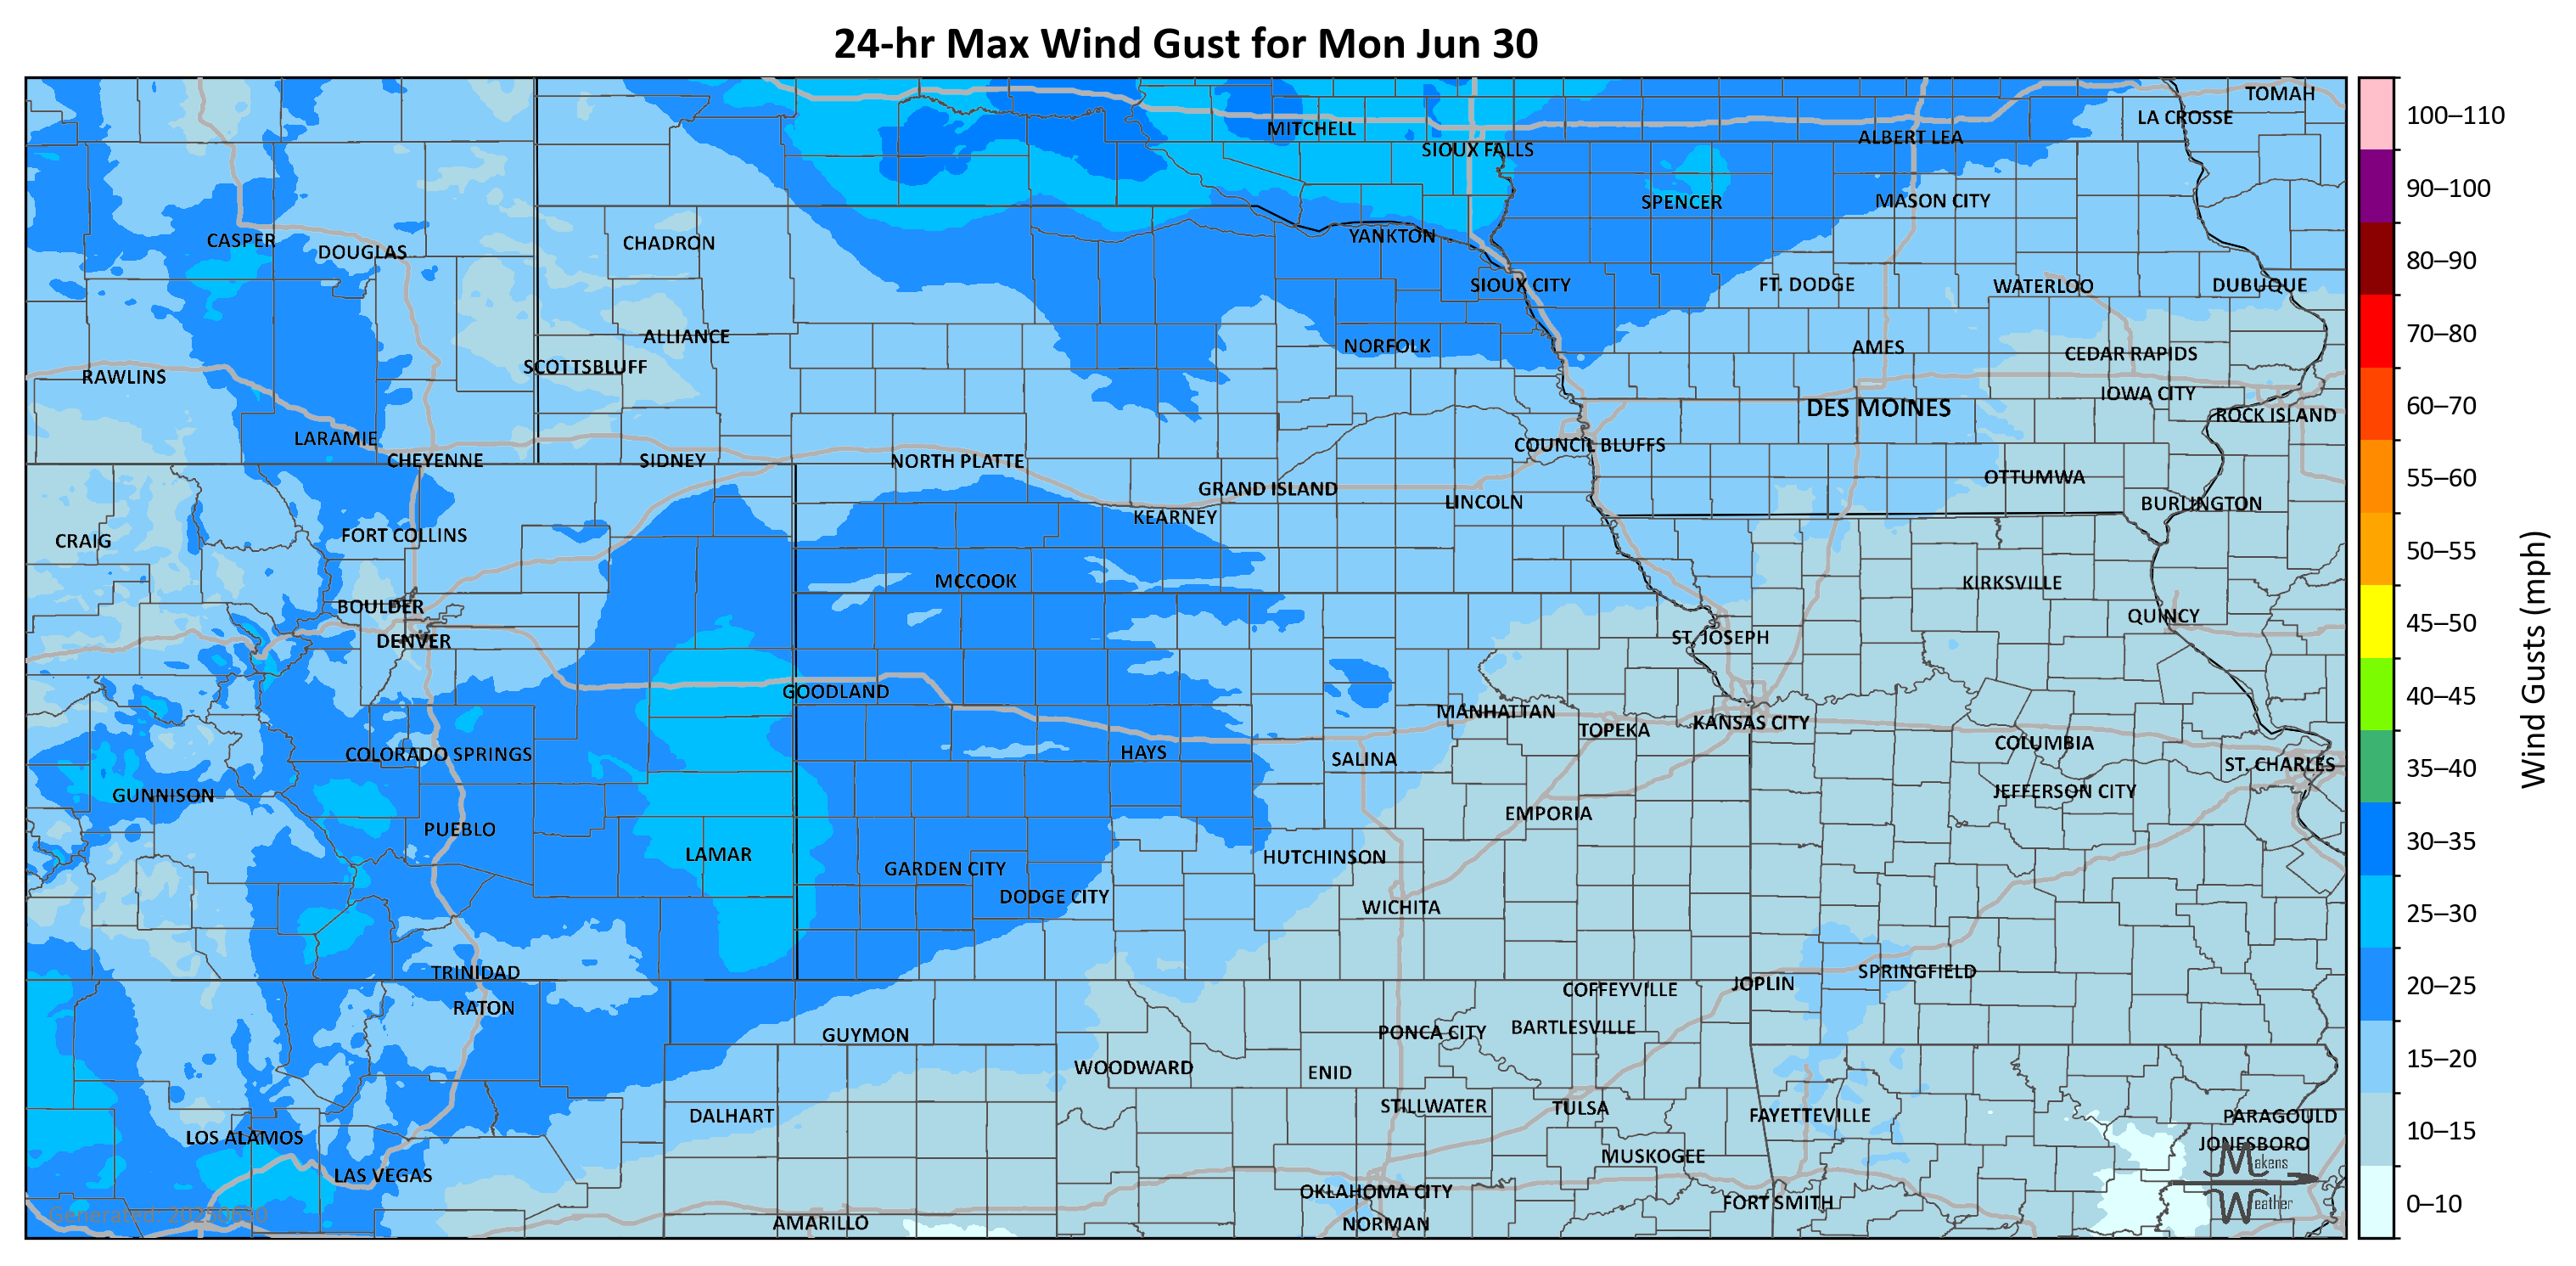 24-hr Max Wind Gust for Mon Jun 30
TOMAH
LA CROSSE
MITCHELL
ALBERT LEA
SIOUX FALLS
SPENCER
MASON CITY
CASPER
DOUGLAS
CHADRON
YANKTON
SIOUX CITY
FT. DODGE
WATERLOO
DUBUQUE
ALLIANCE
NORFOLK
AMES
CEDAR RAPIDS
RAWLINS
SCOTTSBLUFF
IOWA CITY
DES MOINES
ROCK ISLAND
LARAMIE
COUNCIL BLUFFS
CHEYENNE
SIDNEY
NORTH PLATTE
OTTUMWA
GRAND ISLAND
LINCOLN
BURLINGTON
KEARNEY
CRAIG
FORT COLLINS
MCCOOK
KIRKSVILLE
BOULDER
QUINCY
DENVER
ST. JOSEPH
GOODLAND
MANHATTAN
TOPEKA
KANSAS CITY
COLORADO SPRINGS
HAYS
SALINA
COLUMBIA
ST. CHARLES
GUNNISON
JEFFERSON CITY
EMPORIA
PUEBLO
LAMAR
HUTCHINSON
GARDEN CITY
DODGE CITY
WICHITA
TRINIDAD
SPRINGFIELD
JOPLIN
COFFEYVILLE
RATON
GUYMON
PONCA CITY
BARTLESVILLE
WOODWARD
ENID
DALHART
STILLWATER
TULSA
FAYETTEVILLE
PARAGOULD
LOS ALAMOS
JONESBORO
MUSKOGEE
LAS VEGAS
OKLAHOMA CITY
FORT SMITH
AMARILLO
NORMAN
Makens
Weather
Generated: 20250630
100–110
90–100
80–90
70–80
60–70
55–60
50–55
45–50
40–45
35–40
30–35
25–30
20–25
15–20
10–15
0–10
Wind Gusts (mph)